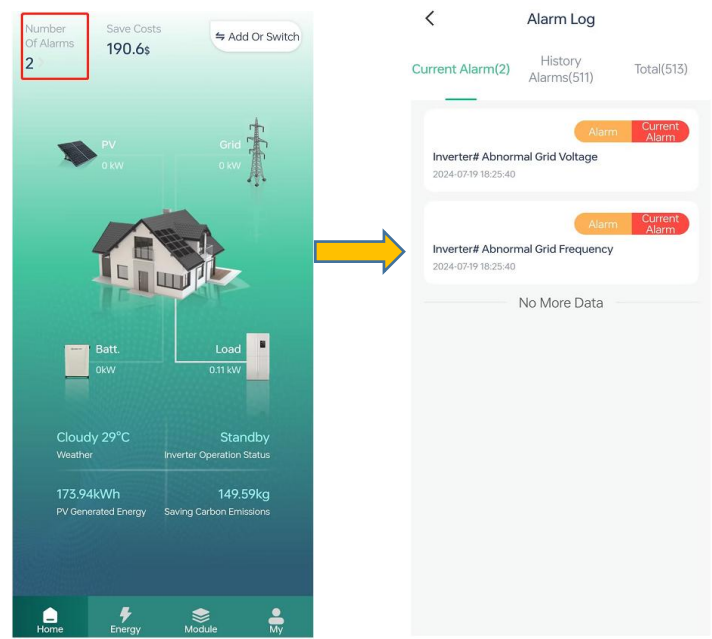 Number
Of Alarms
2
Save Costs
190.6$
⇆ Add Or Switch
PV
0 kW
Grid
0 kW
Batt.
0kW
Load
0.11 kW
Cloudy 29°C
Weather
Standby
Inverter Operation Status
173.94kWh
PV Generated Energy
149.59kg
Saving Carbon Emissions
Home
Energy
Module
My
Alarm Log
Current Alarm(2)
History
Alarms(511)
Total(513)
Alarm
Current
Alarm
Inverter# Abnormal Grid Voltage
2024-07-19 18:25:40
Alarm
Current
Alarm
Inverter# Abnormal Grid Frequency
2024-07-19 18:25:40
No More Data